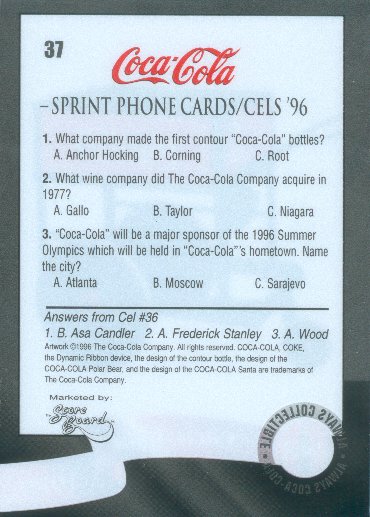 37
Coca-Cola
–SPRINT PHONE CARDS/CELS '96
1. What company made the first contour "Coca-Cola" bottles?
A. Anchor Hocking B. Corning C. Root
2. What wine company did The Coca-Cola Company acquire in
1977?
A. Gallo B. Taylor C. Niagara
3. "Coca-Cola" will be a major sponsor of the 1996 Summer
Olympics which will be held in "Coca-Cola"'s hometown. Name
the city?
A. Atlanta B. Moscow C. Sarajevo
Answers from Cel #36
1. B. Asa Candler 2. A. Frederick Stanley 3. A. Wood
Artwork ©1996 The Coca-Cola Company. All rights reserved. COCA-COLA, COKE,
the Dynamic Ribbon device, the design of the contour bottle, the design of the
COCA-COLA Polar Bear, and the design of the COCA-COLA Santa are trademarks of
The Coca-Cola Company.
Marketed by:
Score
Board
COLLECTIBLE
ALWAYS COCA-COLA